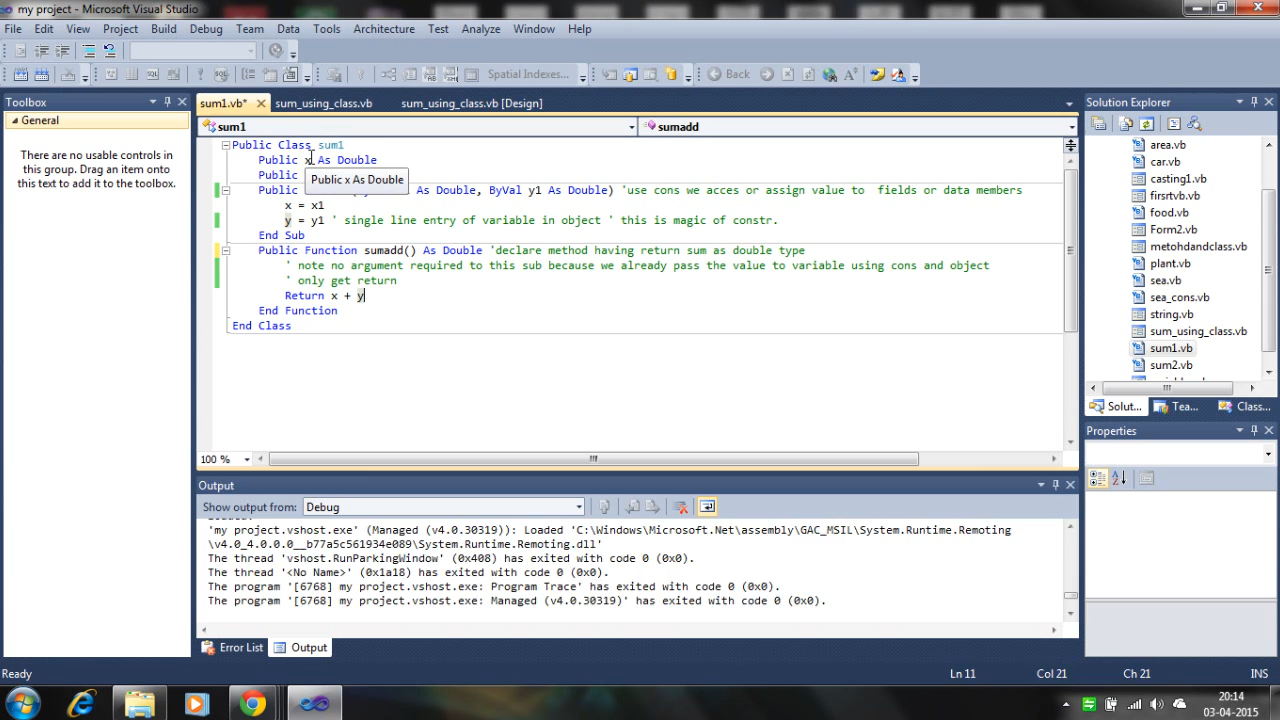 my project - Microsoft Visual Studio
File Edit View Project Build Debug Team Data Tools Architecture Test Analyze Window Help
Spatial Indexes... Back
Toolbox
General
There are no usable controls in
this group. Drag an item onto
this text to add it to the toolbox.
sum1.vb* sum_using_class.vb sum_using_class.vb [Design]
sum1 sumadd
Public Class sum1
Public x As Double
Public
Public x As Double
Public As Double, ByVal y1 As Double) 'use cons we acces or assign value to fields or data members
x = x1
y = y1 ' single line entry of variable in object ' this is magic of constr.
End Sub
Public Function sumadd() As Double 'declare method having return sum as double type
' note no argument required to this sub because we already pass the value to variable using cons and object
' only get return
Return x + y
End Function
End Class
100 %
Output
Show output from: Debug
'my project.vshost.exe' (Managed (v4.0.30319)): Loaded 'C:\Windows\Microsoft.Net\assembly\GAC_MSIL\System.Runtime.Remoting
\v4.0_4.0.0.0__b77a5c561934e089\System.Runtime.Remoting.dll'
The thread 'vshost.RunParkingWindow' (0x408) has exited with code 0 (0x0).
The thread '<No Name>' (0x1a18) has exited with code 0 (0x0).
The program '[6768] my project.vshost.exe: Program Trace' has exited with code 0 (0x0).
The program '[6768] my project.vshost.exe: Managed (v4.0.30319)' has exited with code 0 (0x0).
Error List Output
Solution Explorer
area.vb
car.vb
casting1.vb
firsrtvb.vb
food.vb
Form2.vb
metohdandclass.vb
plant.vb
sea.vb
sea_cons.vb
string.vb
sum_using_class.vb
sum1.vb
sum2.vb
Solut... Tea... Class...
Properties
Ready Ln 11 Col 21 Ch 21 INS
20:14
03-04-2015